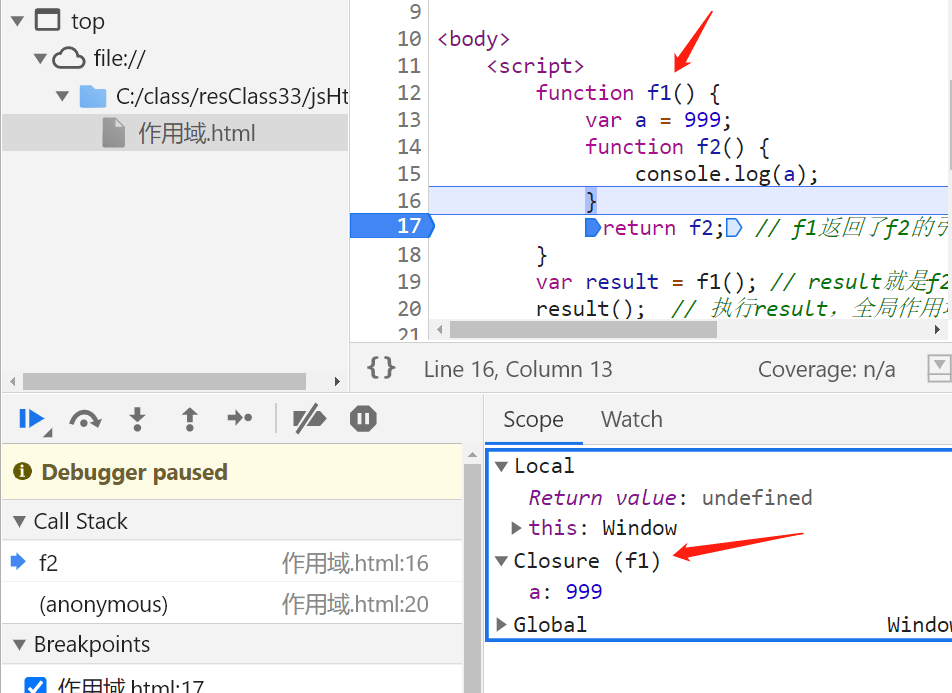 top
file://
C:/class/resClass33/jsHt
作用域.html
9
10 <body>
11 <script>
12 function f1() {
13 var a = 999;
14 function f2() {
15 console.log(a);
16 }
17 return f2; // f1返回了f2的引
18 }
19 var result = f1(); // result就是f2
20 result(); // 执行result，全局作用域
21
{} Line 16, Column 13 Coverage: n/a
Debugger paused
Call Stack
f2 作用域.html:16
(anonymous) 作用域.html:20
Breakpoints
作用域.html:17
Scope Watch
Local
Return value: undefined
this: Window
Closure (f1)
a: 999
Global Window